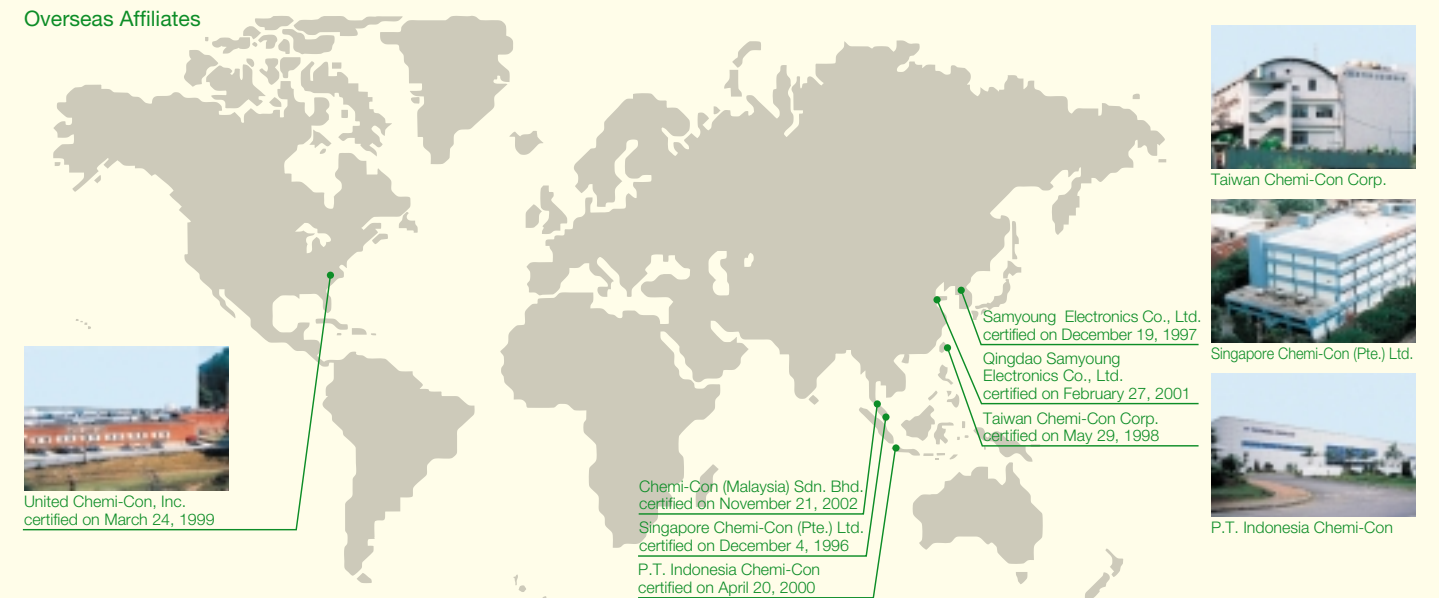 Overseas Affiliates
Taiwan Chemi-Con Corp.
Singapore Chemi-Con (Pte.) Ltd.
P.T. Indonesia Chemi-Con
United Chemi-Con, Inc.
certified on March 24, 1999
Samyoung Electronics Co., Ltd.
certified on December 19, 1997
Qingdao Samyoung
Electronics Co., Ltd.
certified on February 27, 2001
Taiwan Chemi-Con Corp.
certified on May 29, 1998
Chemi-Con (Malaysia) Sdn. Bhd.
certified on November 21, 2002
Singapore Chemi-Con (Pte.) Ltd.
certified on December 4, 1996
P.T. Indonesia Chemi-Con
certified on April 20, 2000